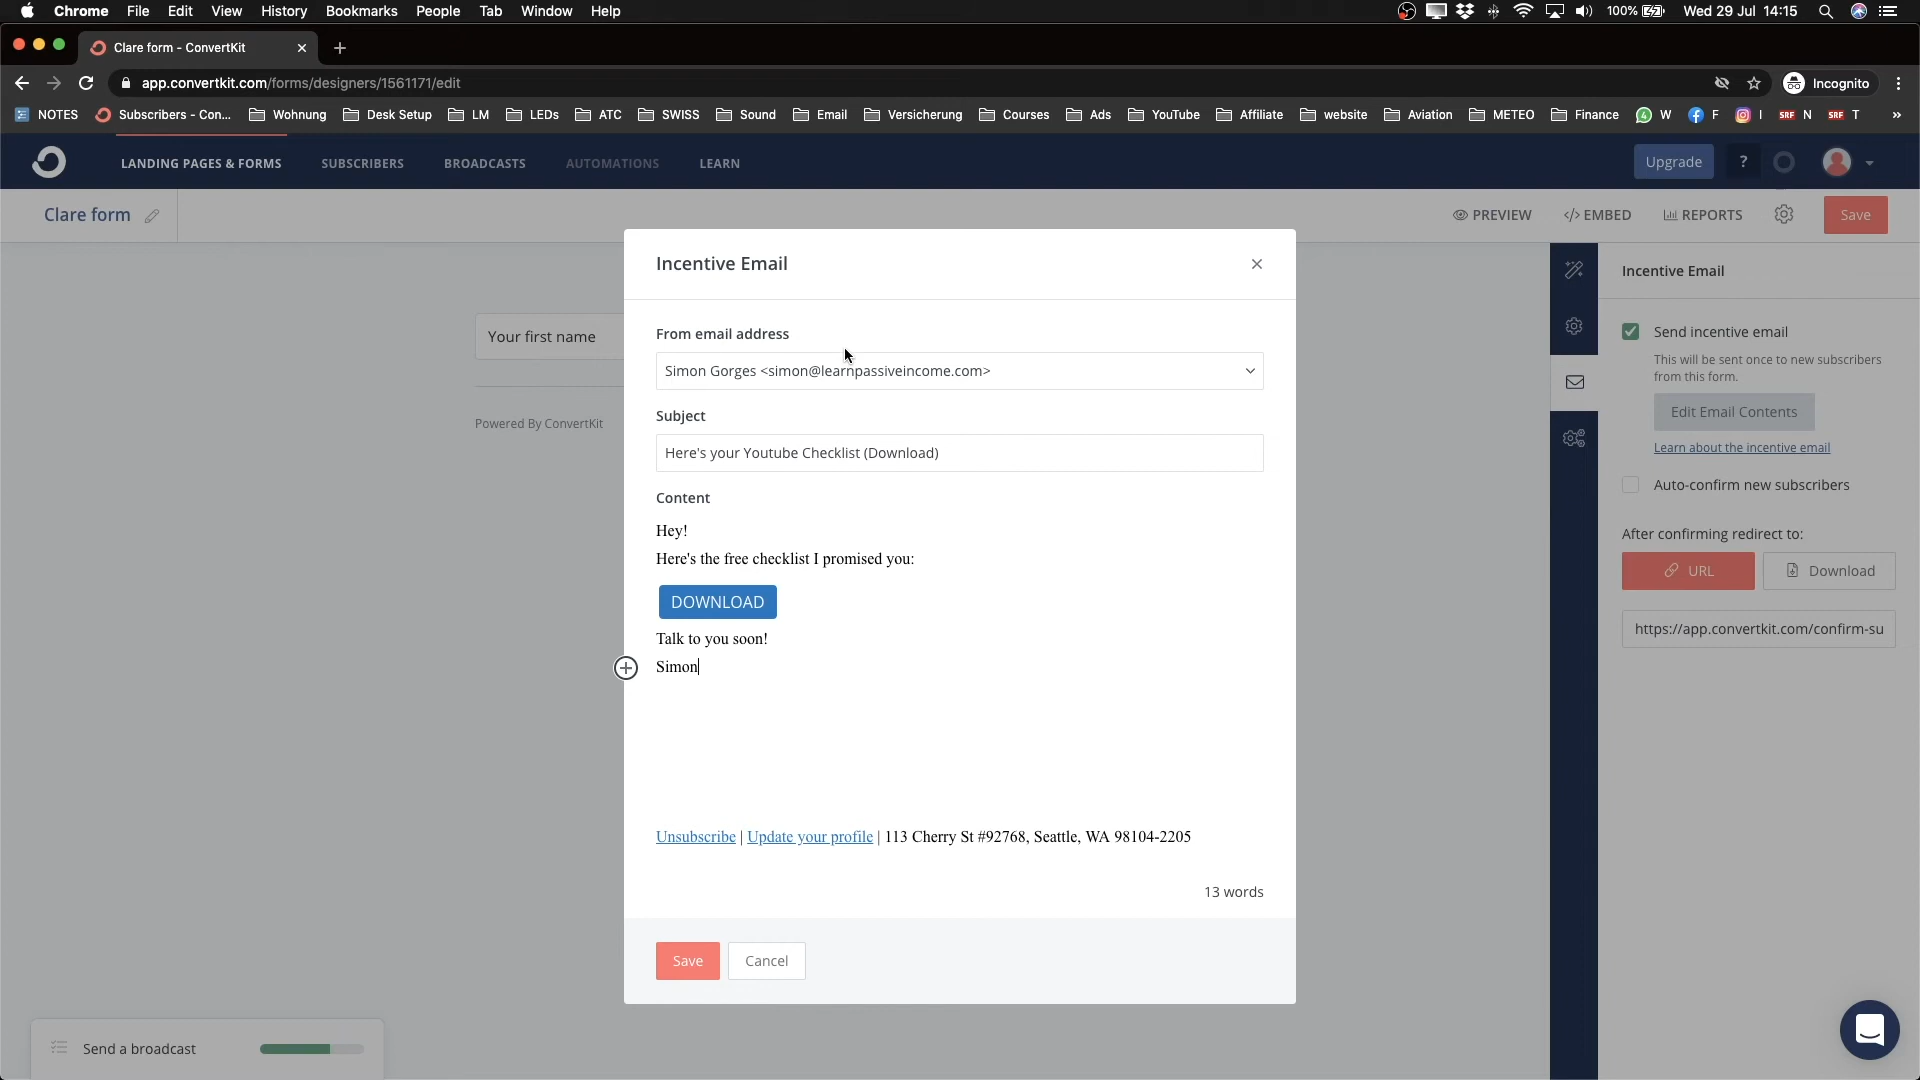 Chrome File Edit View History Bookmarks People Tab Window Help 100% Wed 29 Jul 14:15
Clare form - ConvertKit
app.convertkit.com/forms/designers/1561171/edit Incognito
NOTES Subscribers - Con... Wohnung Desk Setup LM LEDs ATC SWISS Sound Email Versicherung Courses Ads YouTube Affiliate website Aviation METEO Finance W F I SRF N SRF T »
LANDING PAGES & FORMS SUBSCRIBERS BROADCASTS AUTOMATIONS LEARN Upgrade ?
Clare form PREVIEW </> EMBED REPORTS Save
Incentive Email
From email address
Simon Gorges <simon@learnpassiveincome.com>
Subject
Here's your Youtube Checklist (Download)
Content
Hey!
Here's the free checklist I promised you:
DOWNLOAD
Talk to you soon!
Simon
Unsubscribe | Update your profile | 113 Cherry St #92768, Seattle, WA 98104-2205
13 words
Save Cancel
Your first name
Powered By ConvertKit
Incentive Email
Send incentive email
This will be sent once to new subscribers
from this form.
Edit Email Contents
Learn about the incentive email
Auto-confirm new subscribers
After confirming redirect to:
URL Download
https://app.convertkit.com/confirm-su
Send a broadcast